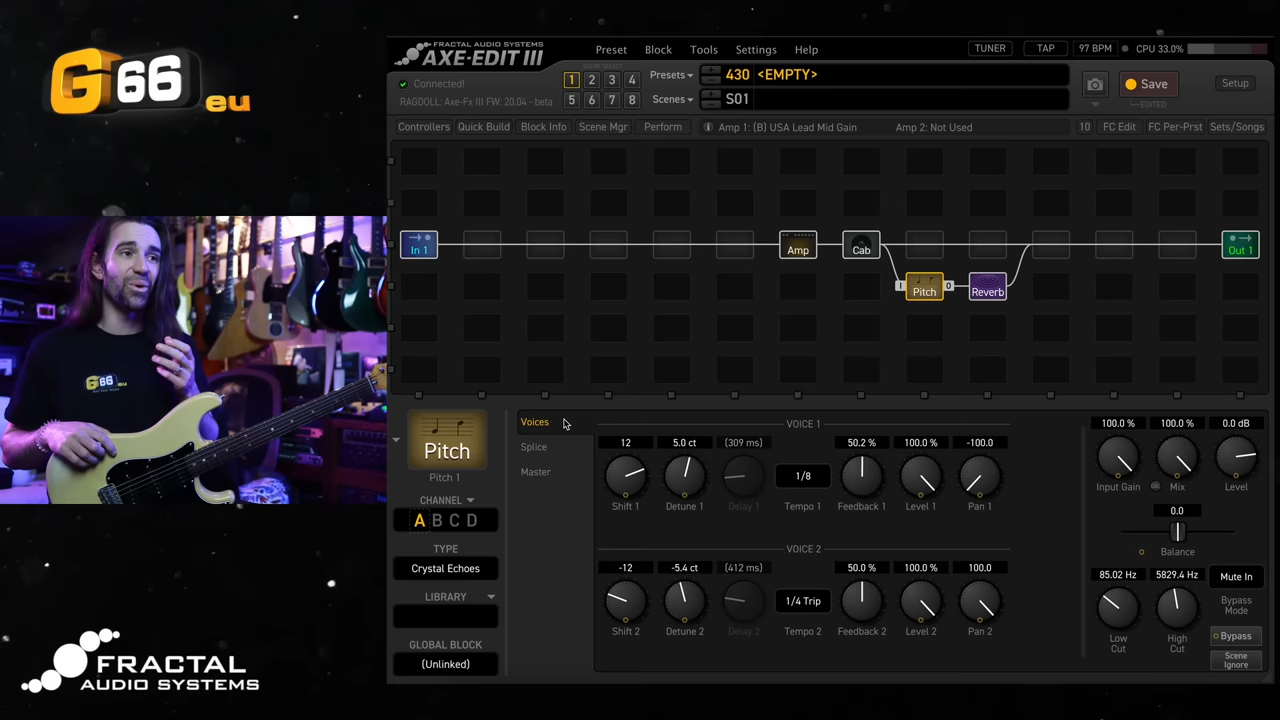 G66
eu
FRACTAL
AUDIO SYSTEMS
FRACTAL AUDIO SYSTEMS
AXE-EDIT III
Preset Block Tools Settings Help
TUNER TAP 97 BPM CPU 33.0%
Connected!
RAGDOLL: Axe-Fx III FW: 20.04 - beta
SCENE SELECT
1 2 3 4
5 6 7 8
Presets 430 <EMPTY>
Scenes S01
Save
EDITED
Setup
Controllers Quick Build Block Info Scene Mgr Perform
Amp 1: (B) USA Lead Mid Gain Amp 2: Not Used
10 FC Edit FC Per-Prst Sets/Songs
In 1 Amp Cab Out 1
I Pitch O Reverb
Pitch
Pitch 1
CHANNEL
A B C D
TYPE
Crystal Echoes
LIBRARY
GLOBAL BLOCK
(Unlinked)
Voices
Splice
Master
VOICE 1
12 5.0 ct (309 ms) 50.2 % 100.0 % -100.0
1/8
Shift 1 Detune 1 Delay 1 Tempo 1 Feedback 1 Level 1 Pan 1
VOICE 2
-12 -5.4 ct (412 ms) 50.0 % 100.0 % 100.0
1/4 Trip
Shift 2 Detune 2 Delay 2 Tempo 2 Feedback 2 Level 2 Pan 2
100.0 % 100.0 % 0.0 dB
Input Gain Mix Level
0.0
Balance
85.02 Hz 5829.4 Hz Mute In
Bypass
Mode
Low
Cut
High
Cut
Bypass
Scene
Ignore
G66.eu